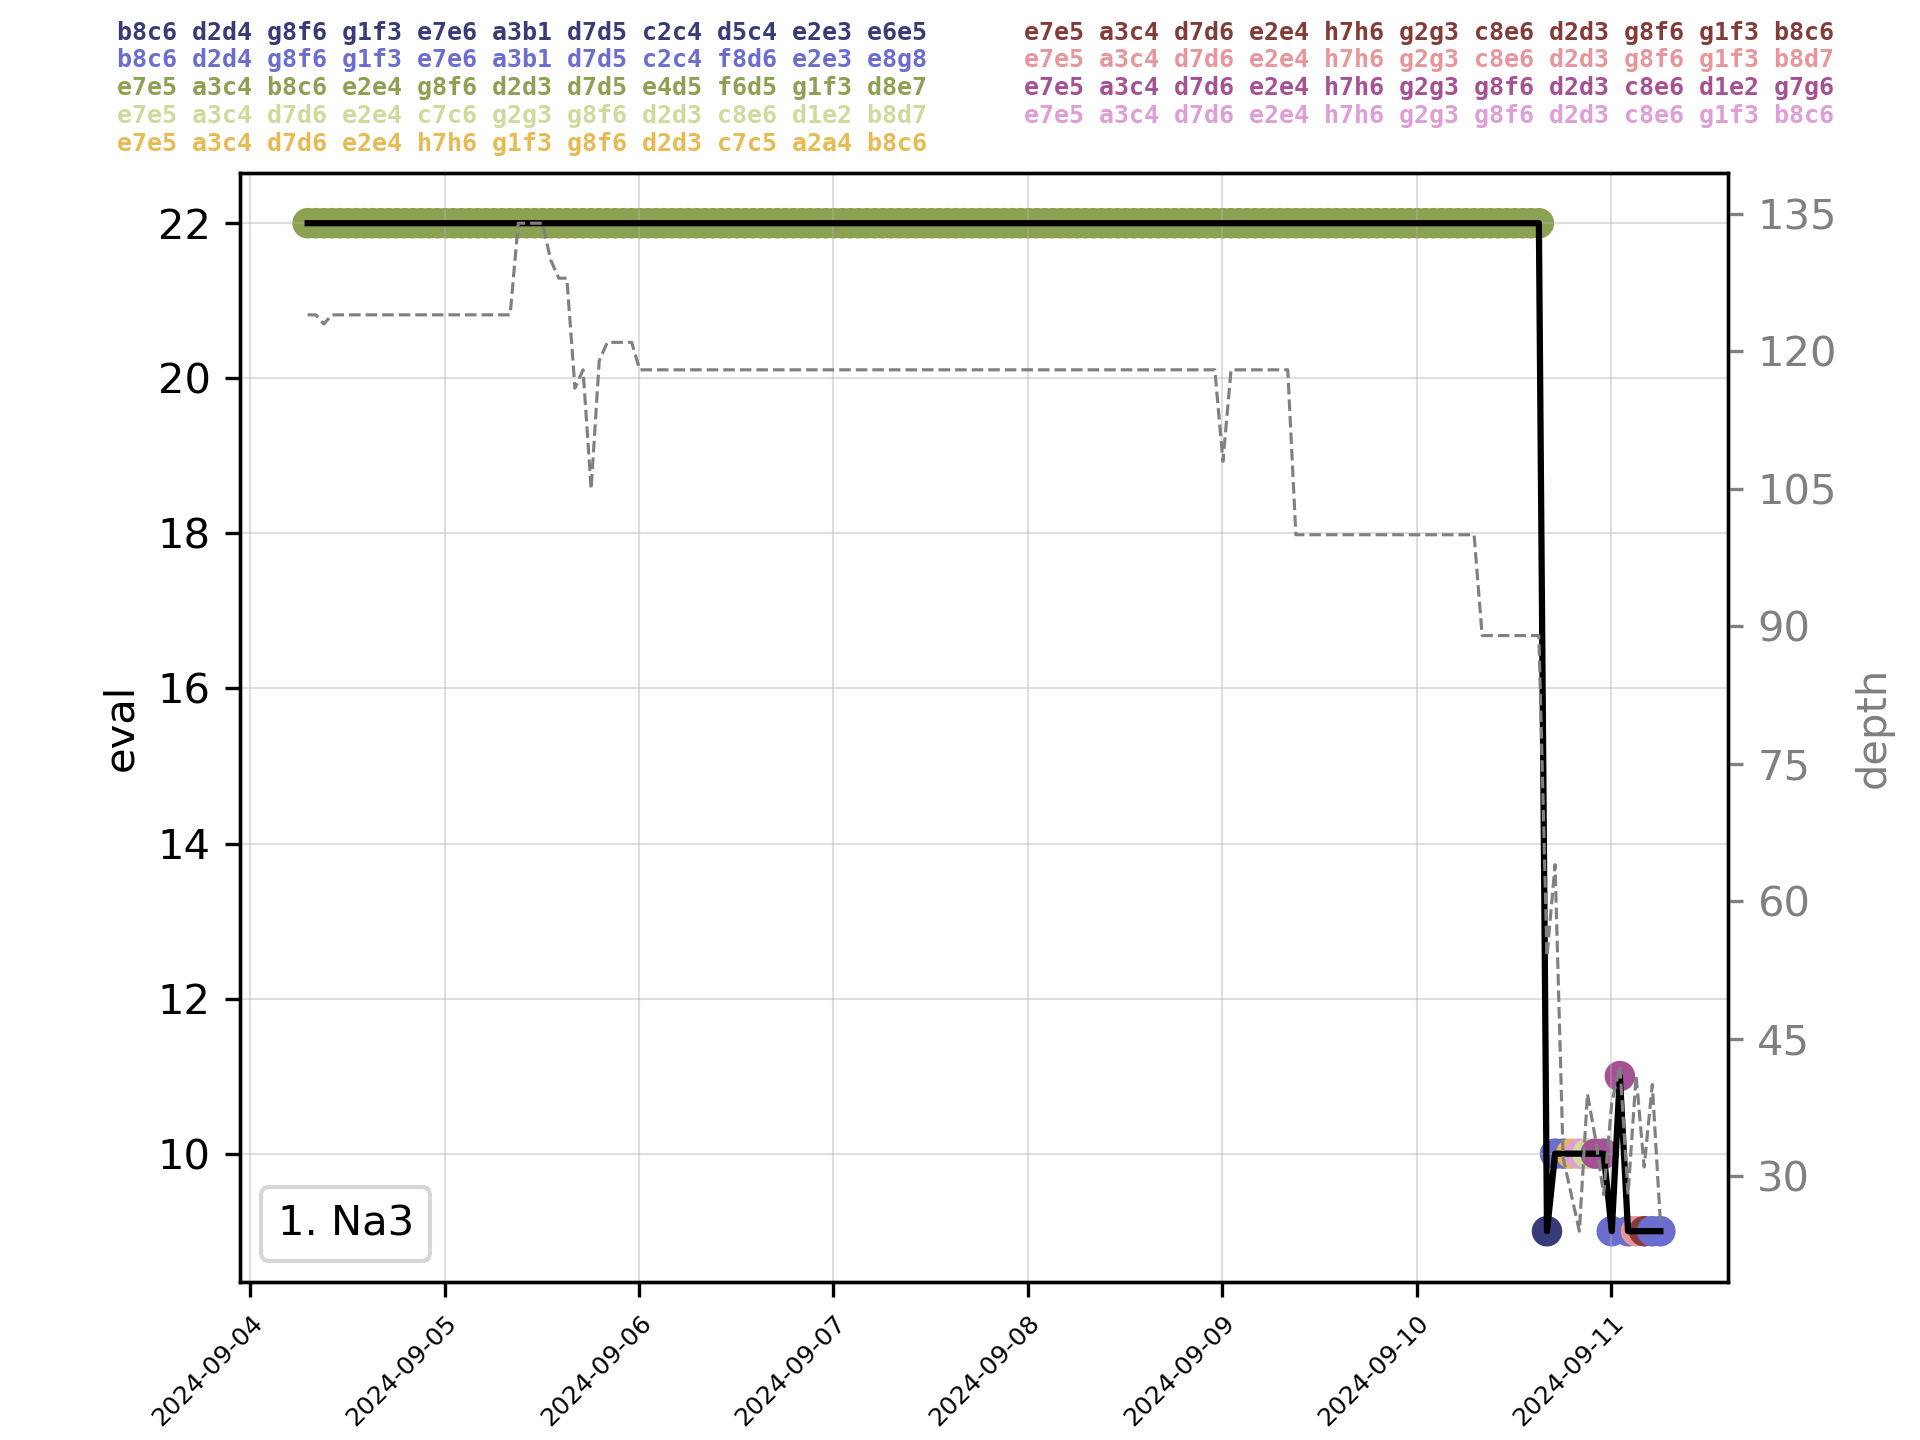 b8c6 d2d4 g8f6 g1f3 e7e6 a3b1 d7d5 c2c4 d5c4 e2e3 e6e5
b8c6 d2d4 g8f6 g1f3 e7e6 a3b1 d7d5 c2c4 f8d6 e2e3 e8g8
e7e5 a3c4 b8c6 e2e4 g8f6 d2d3 d7d5 e4d5 f6d5 g1f3 d8e7
e7e5 a3c4 d7d6 e2e4 c7c6 g2g3 g8f6 d2d3 c8e6 d1e2 b8d7
e7e5 a3c4 d7d6 e2e4 h7h6 g1f3 g8f6 d2d3 c7c5 a2a4 b8c6
e7e5 a3c4 d7d6 e2e4 h7h6 g2g3 c8e6 d2d3 g8f6 g1f3 b8c6
e7e5 a3c4 d7d6 e2e4 h7h6 g2g3 c8e6 d2d3 g8f6 g1f3 b8d7
e7e5 a3c4 d7d6 e2e4 h7h6 g2g3 g8f6 d2d3 c8e6 d1e2 g7g6
e7e5 a3c4 d7d6 e2e4 h7h6 g2g3 g8f6 d2d3 c8e6 g1f3 b8c6
22
20
18
16
14
12
10
eval
135
120
105
90
75
60
45
30
depth
1. Na3
2024-09-04
2024-09-05
2024-09-06
2024-09-07
2024-09-08
2024-09-09
2024-09-10
2024-09-11